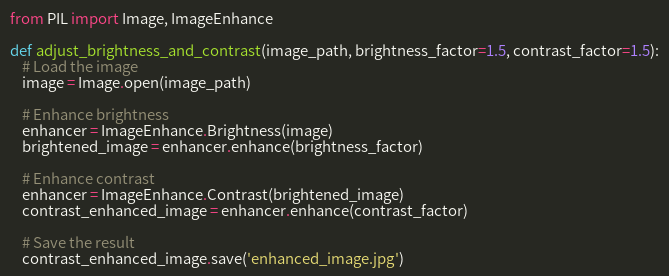 from PIL import Image, ImageEnhance

def adjust_brightness_and_contrast(image_path, brightness_factor=1.5, contrast_factor=1.5):
    # Load the image
    image = Image.open(image_path)

    # Enhance brightness
    enhancer = ImageEnhance.Brightness(image)
    brightened_image = enhancer.enhance(brightness_factor)

    # Enhance contrast
    enhancer = ImageEnhance.Contrast(brightened_image)
    contrast_enhanced_image = enhancer.enhance(contrast_factor)

    # Save the result
    contrast_enhanced_image.save('enhanced_image.jpg')